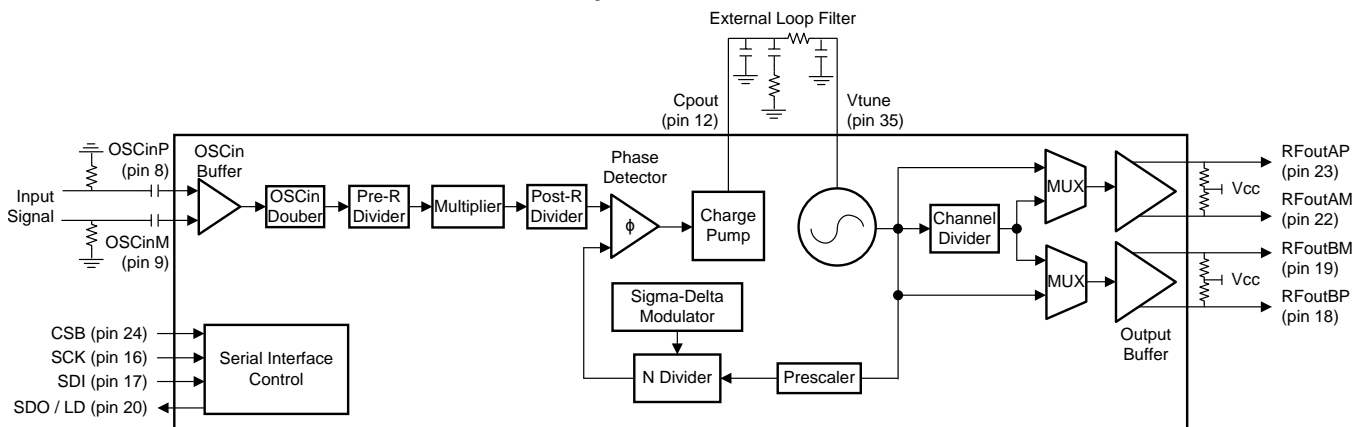 External Loop Filter
Cpout
(pin 12)
Vtune
(pin 35)
OSCinP
(pin 8)
Input
Signal
OSCinM
(pin 9)
OSCin
Buffer
OSCin
Douber
Pre-R
Divider
Multiplier
Post-R
Divider
Phase
Detector
ϕ
Charge
Pump
Channel
Divider
MUX
MUX
Output
Buffer
RFoutAP
(pin 23)
Vcc
RFoutAM
(pin 22)
RFoutBM
(pin 19)
Vcc
RFoutBP
(pin 18)
Sigma-Delta
Modulator
N Divider
Prescaler
CSB (pin 24)
SCK (pin 16)
SDI (pin 17)
SDO / LD (pin 20)
Serial Interface
Control